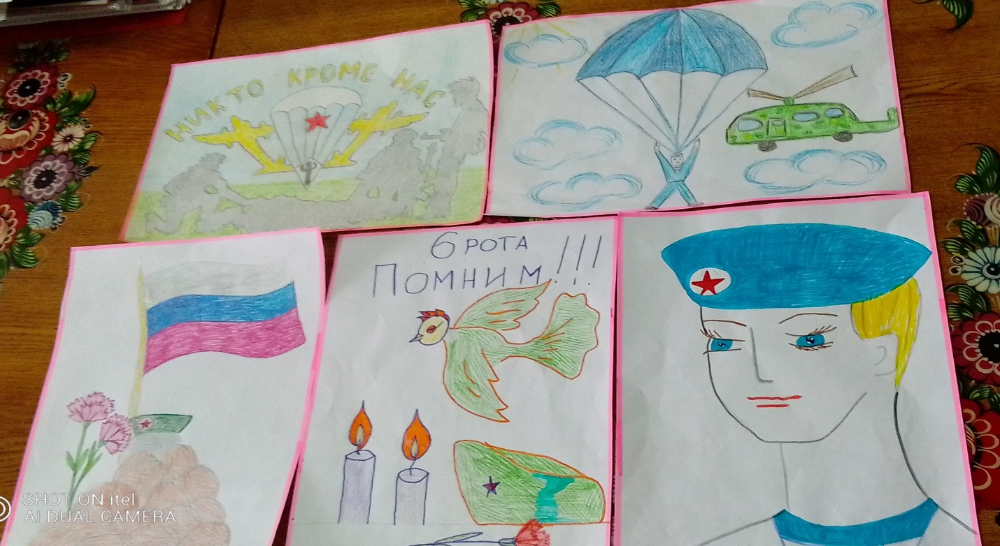 НИКТО КРОМЕ НАС
6 РОТА
ПОМНИМ!!!
SHOT ON itel
AI DUAL CAMERA